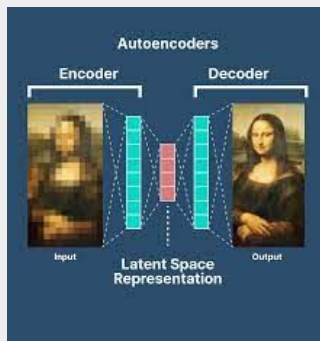 Autoencoders
Encoder
Decoder
Input
Output
Latent Space
Representation